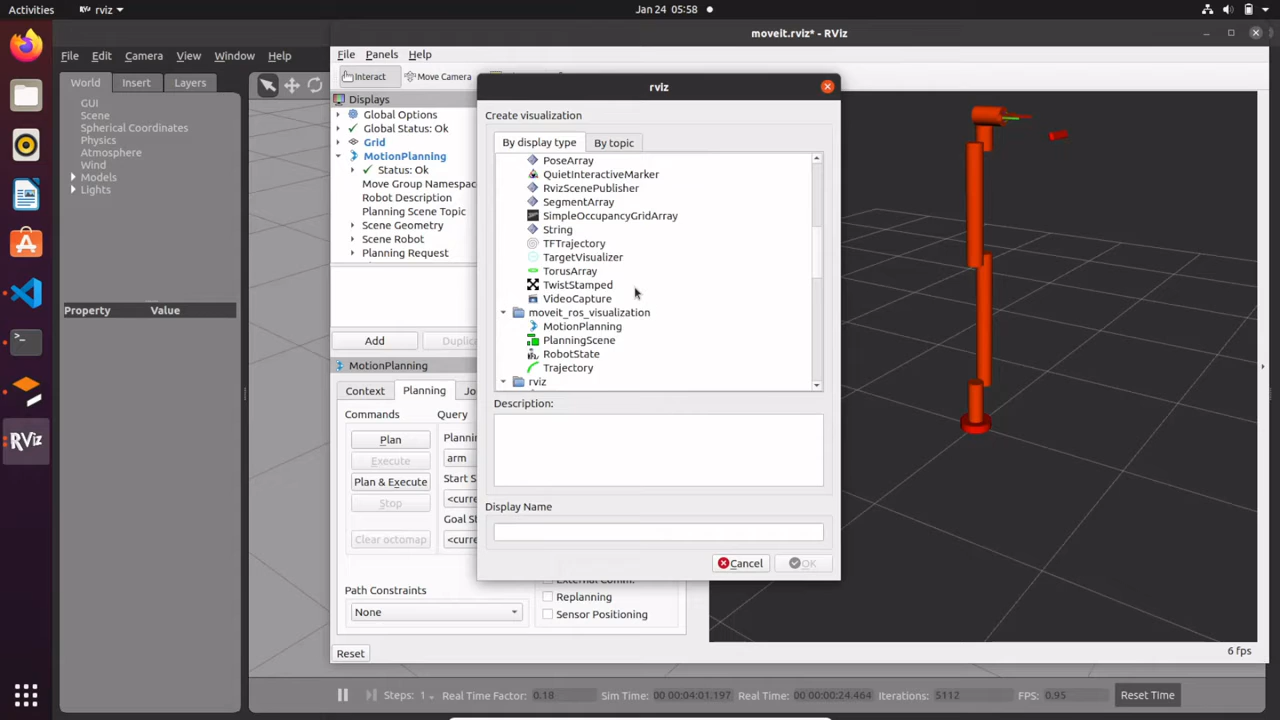 Activities
rviz
Jan 24 05:58
moveit.rviz* - RViz
File
Edit
Camera
View
Window
Help
File
Panels
Help
World
Insert
Layers
Interact
Move Camera
rviz
Displays
Create visualization
GUI
Scene
Spherical Coordinates
Physics
Atmosphere
Wind
Models
Lights
Global Options
Global Status: Ok
Grid
MotionPlanning
Status: Ok
Move Group Namespac
Robot Description
Planning Scene Topic
Scene Geometry
Scene Robot
Planning Request
By display type
By topic
PoseArray
QuietInteractiveMarker
RvizScenePublisher
SegmentArray
SimpleOccupancyGridArray
String
TFTrajectory
TargetVisualizer
TorusArray
TwistStamped
VideoCapture
moveit_ros_visualization
MotionPlanning
PlanningScene
RobotState
Trajectory
rviz
Property
Value
Add
Duplic
MotionPlanning
Context
Planning
Jo
Description:
Commands
Query
Plan
Plannin
Execute
arm
Plan & Execute
Start S
Stop
<curre
Goal St
Clear octomap
<curre
Display Name
Cancel
OK
External Comm.
Path Constraints
Replanning
None
Sensor Positioning
Reset
6 fps
RViz
Steps: 1
Real Time Factor: 0.18
Sim Time: 00 00:04:01.197
Real Time: 00 00:00:24.464
Iterations: 5112
FPS: 0.95
Reset Time